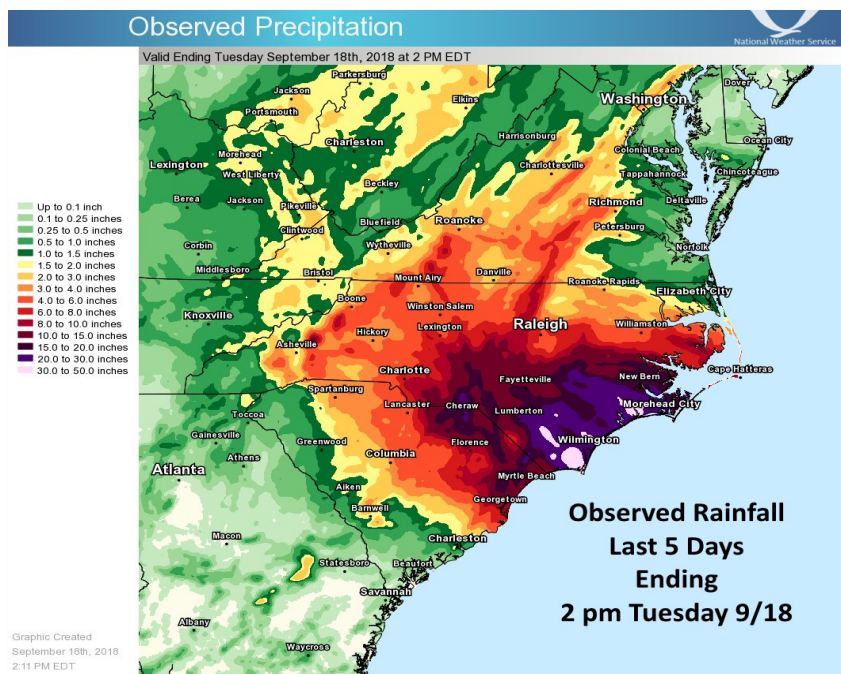 Observed Precipitation
National Weather Service
Valid Ending Tuesday September 18th, 2018 at 2 PM EDT
Parkersburg
Dover
Jackson
Elkins
Washington
Portsmouth
Harrisonburg
Ocean City
Charleston
Colonial Beach
Morehead
Lexington
Charlottesville
Chincoteague
West Liberty
Tappahannock
Beckley
Berea
Jackson
Pikeville
Richmond
Deltaville
Roanoke
Bluefield
Petersburg
Clintwood
Corbin
Wytheville
Norfolk
Middlesboro
Bristol
Mount Airy
Danville
Roanoke Rapids
Elizabeth City
Boone
Winston Salem
Knoxville
Raleigh
Williamston
Hickory
Lexington
Asheville
Charlotte
Cape Hatteras
Fayetteville
New Bern
Spartanburg
Lancaster
Cheraw
Lumberton
Morehead City
Toccoa
Gainesville
Greenwood
Florence
Wilmington
Athens
Columbia
Atlanta
Myrtle Beach
Aiken
Georgetown
Barnwell
Macon
Charleston
Statesboro
Beaufort
Savannah
Albany
Waycross
Up to 0.1 inch
0.1 to 0.25 inches
0.25 to 0.5 inches
0.5 to 1.0 inches
1.0 to 1.5 inches
1.5 to 2.0 inches
2.0 to 3.0 inches
3.0 to 4.0 inches
4.0 to 6.0 inches
6.0 to 8.0 inches
8.0 to 10.0 inches
10.0 to 15.0 inches
15.0 to 20.0 inches
20.0 to 30.0 inches
30.0 to 50.0 inches
Observed Rainfall
Last 5 Days
Ending
2 pm Tuesday 9/18
Graphic Created
September 18th, 2018
2:11 PM EDT